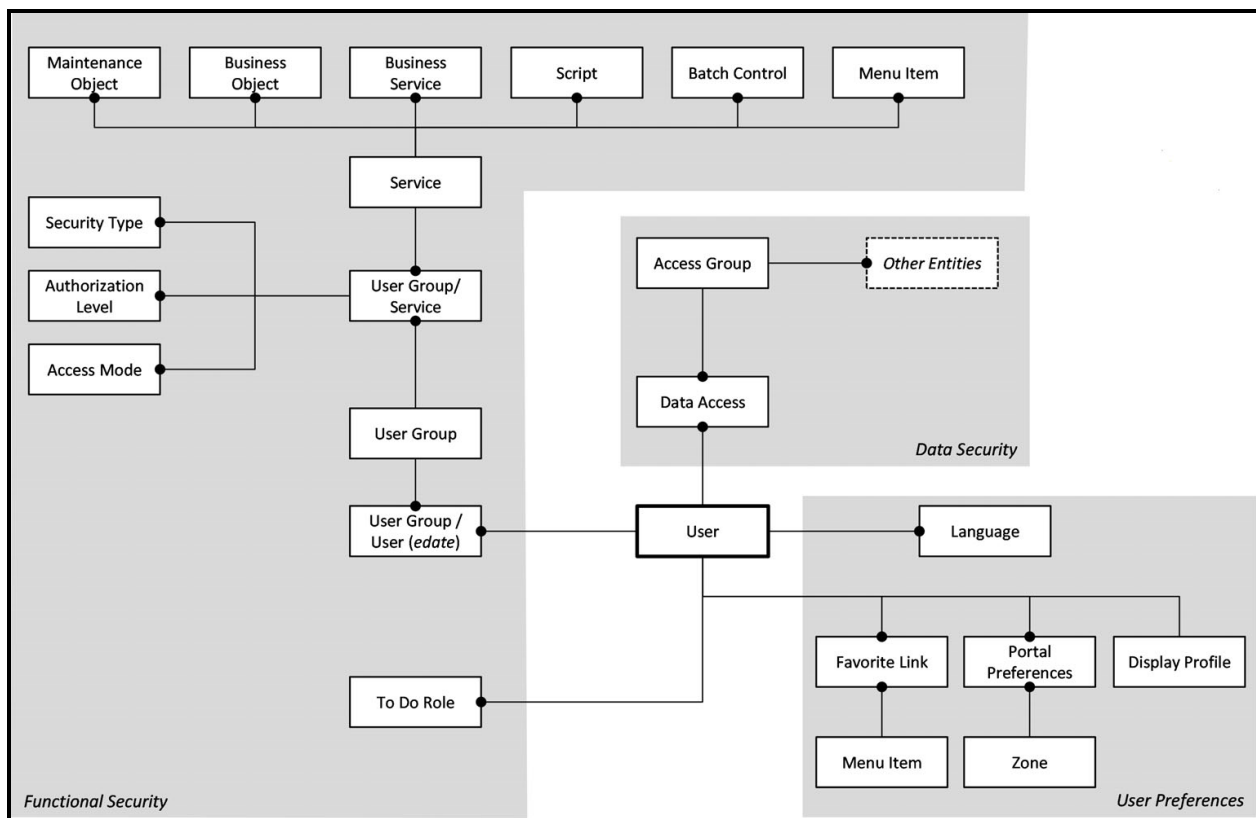 Maintenance
Object
Business
Object
Business
Service
Script
Batch Control
Menu Item
Service
Security Type
Authorization
Level
Access Mode
User Group/
Service
User Group
User Group /
User (edate)
To Do Role
Functional Security
Access Group
Other Entities
Data Access
Data Security
User
Language
Favorite Link
Portal
Preferences
Display Profile
Menu Item
Zone
User Preferences